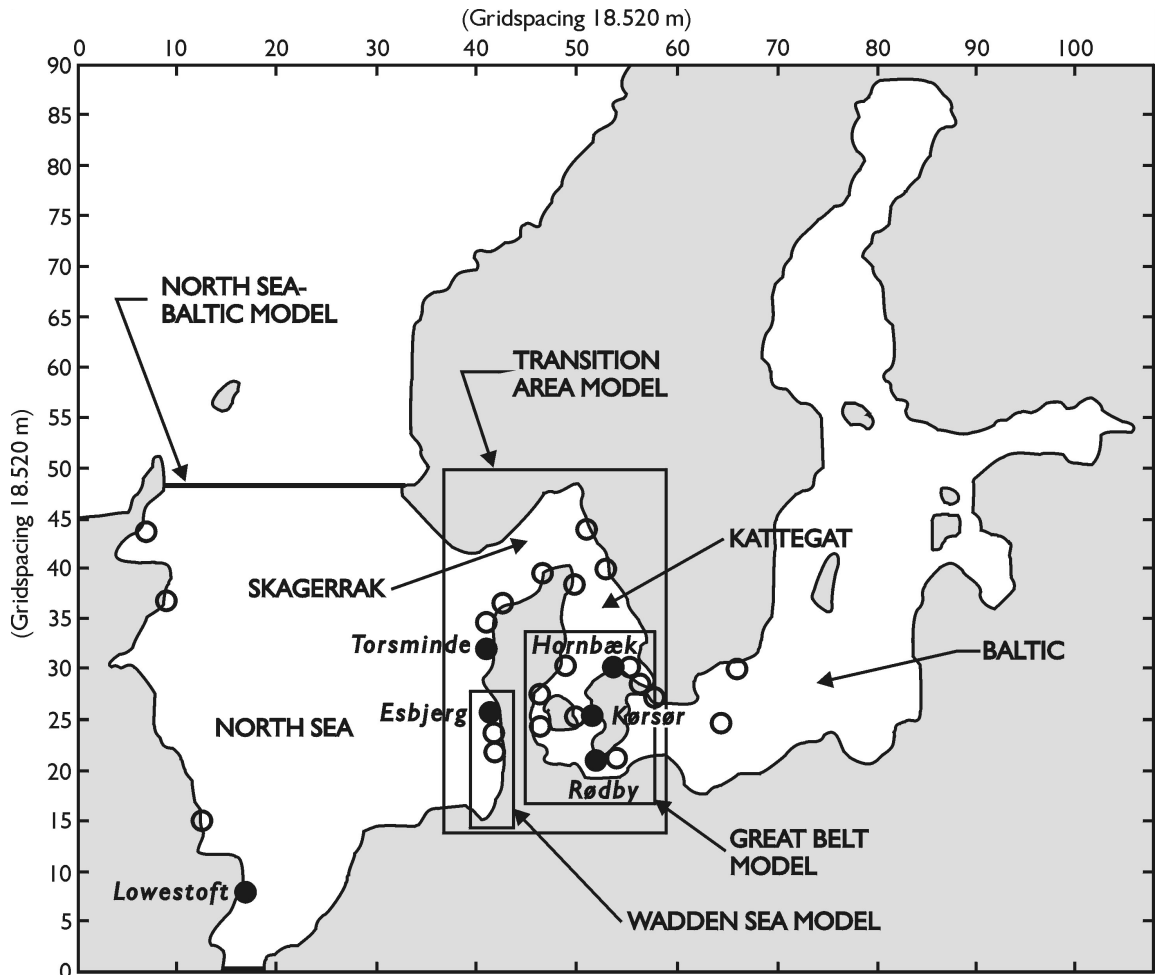 (Gridspacing 18.520 m)
0 10 20 30 40 50 60 70 80 90 100
90
85
80
75
70
65
60
55
50
45
40
35
30
25
20
15
10
5
0
(Gridspacing 18.520 m)
NORTH SEA-
BALTIC MODEL
TRANSITION
AREA MODEL
KATTEGAT
SKAGERRAK
Torsminde
Hornbæk
BALTIC
Esbjerg
Kørsør
NORTH SEA
Rødby
GREAT BELT
MODEL
Lowestoft
WADDEN SEA MODEL